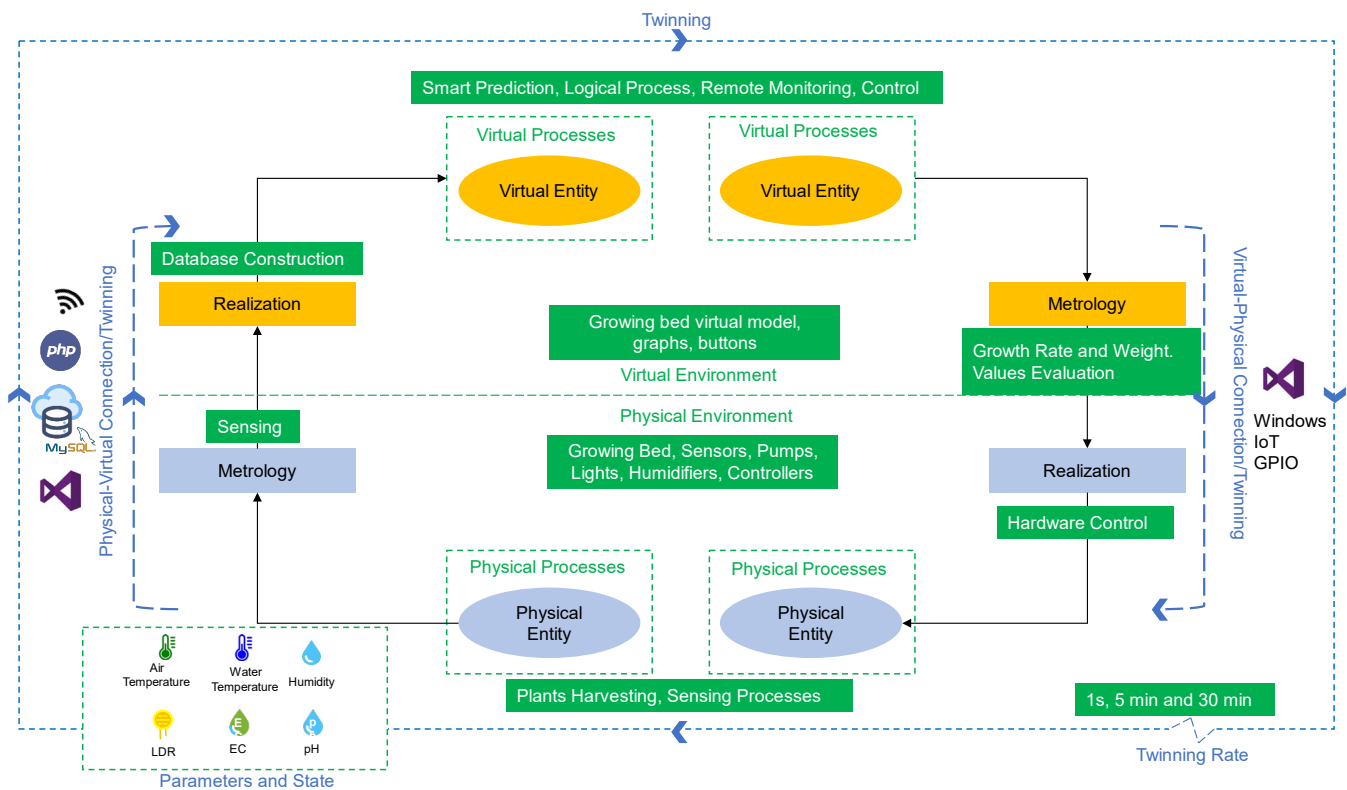 Twinning
Smart Prediction, Logical Process, Remote Monitoring, Control
Virtual Processes
Virtual Entity
Virtual Processes
Virtual Entity
Database Construction
Realization
Metrology
Growth Rate and Weight.
Values Evaluation
Growing bed virtual model,
graphs, buttons
Virtual Environment
Physical Environment
Growing Bed, Sensors, Pumps,
Lights, Humidifiers, Controllers
Sensing
Metrology
Realization
Hardware Control
php
MySQL
Physical-Virtual Connection/Twinning
Virtual-Physical Connection/Twinning
Windows
IoT
GPIO
Physical Processes
Physical
Entity
Physical Processes
Physical
Entity
Plants Harvesting, Sensing Processes
1s, 5 min and 30 min
Twinning Rate
Air
Temperature
Water
Temperature
Humidity
LDR
EC
pH
Parameters and State